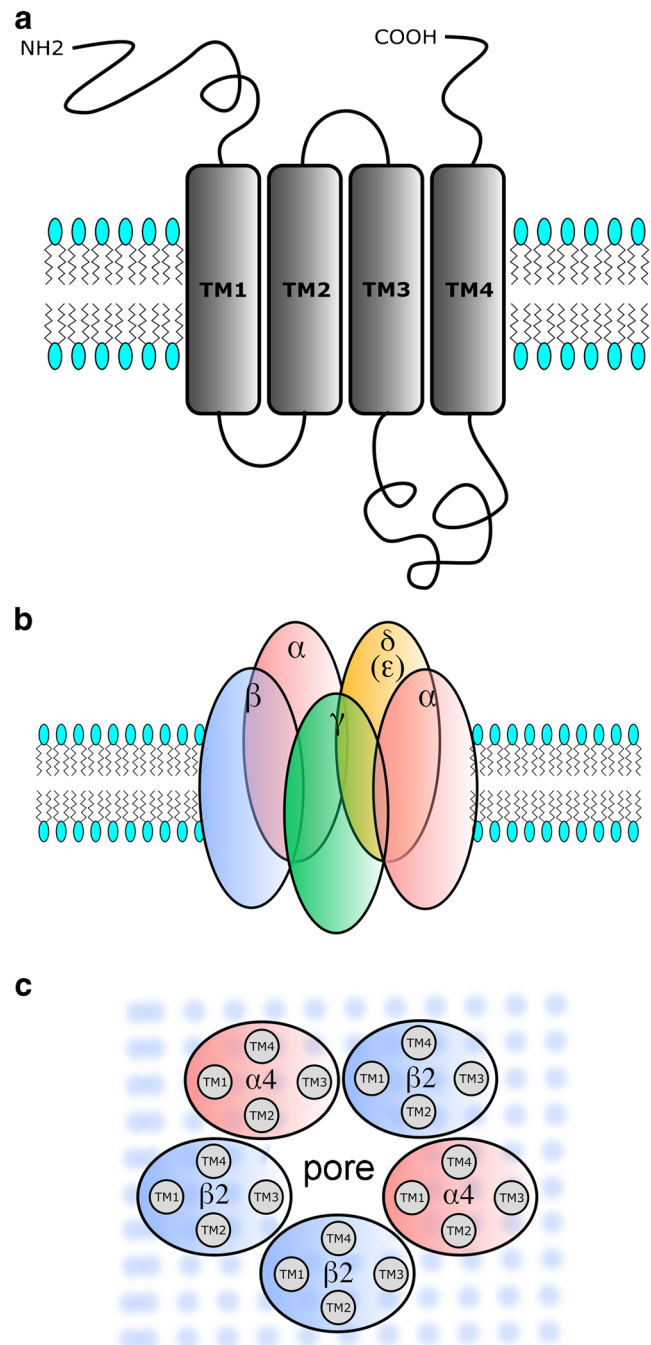 a
NH2
COOH
TM1 TM2 TM3 TM4
b
α
δ
(ε)
β
α
γ
c
TM4
TM1 α4 TM3
TM2
TM4
TM1 β2 TM3
TM2
pore
TM4
TM1 β2 TM3
TM2
TM4
TM1 α4 TM3
TM2
TM4
TM1 β2 TM3
TM2